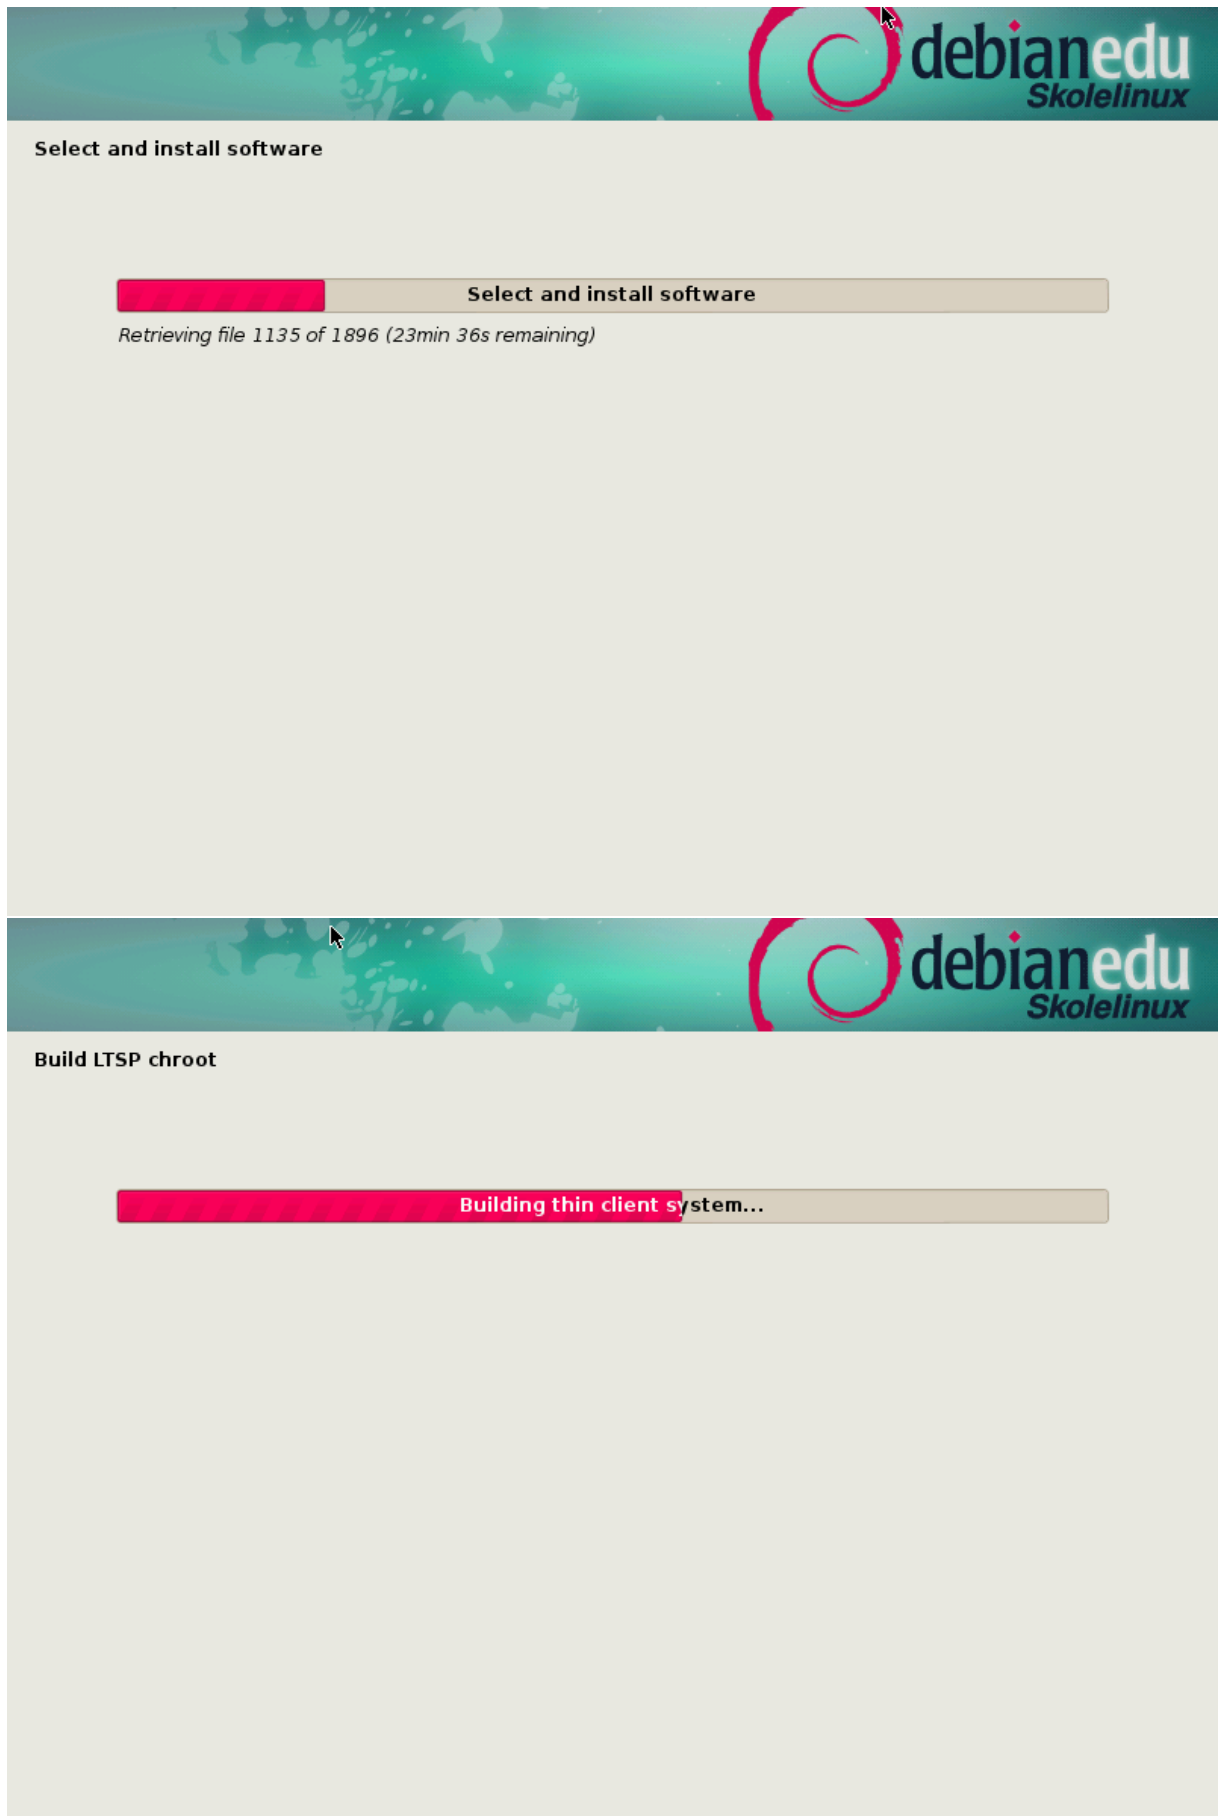 debianedu
Skolelinux
Select and install software
Select and install software
Retrieving file 1135 of 1896 (23min 36s remaining)
debianedu
Skolelinux
Build LTSP chroot
Building thin client system...